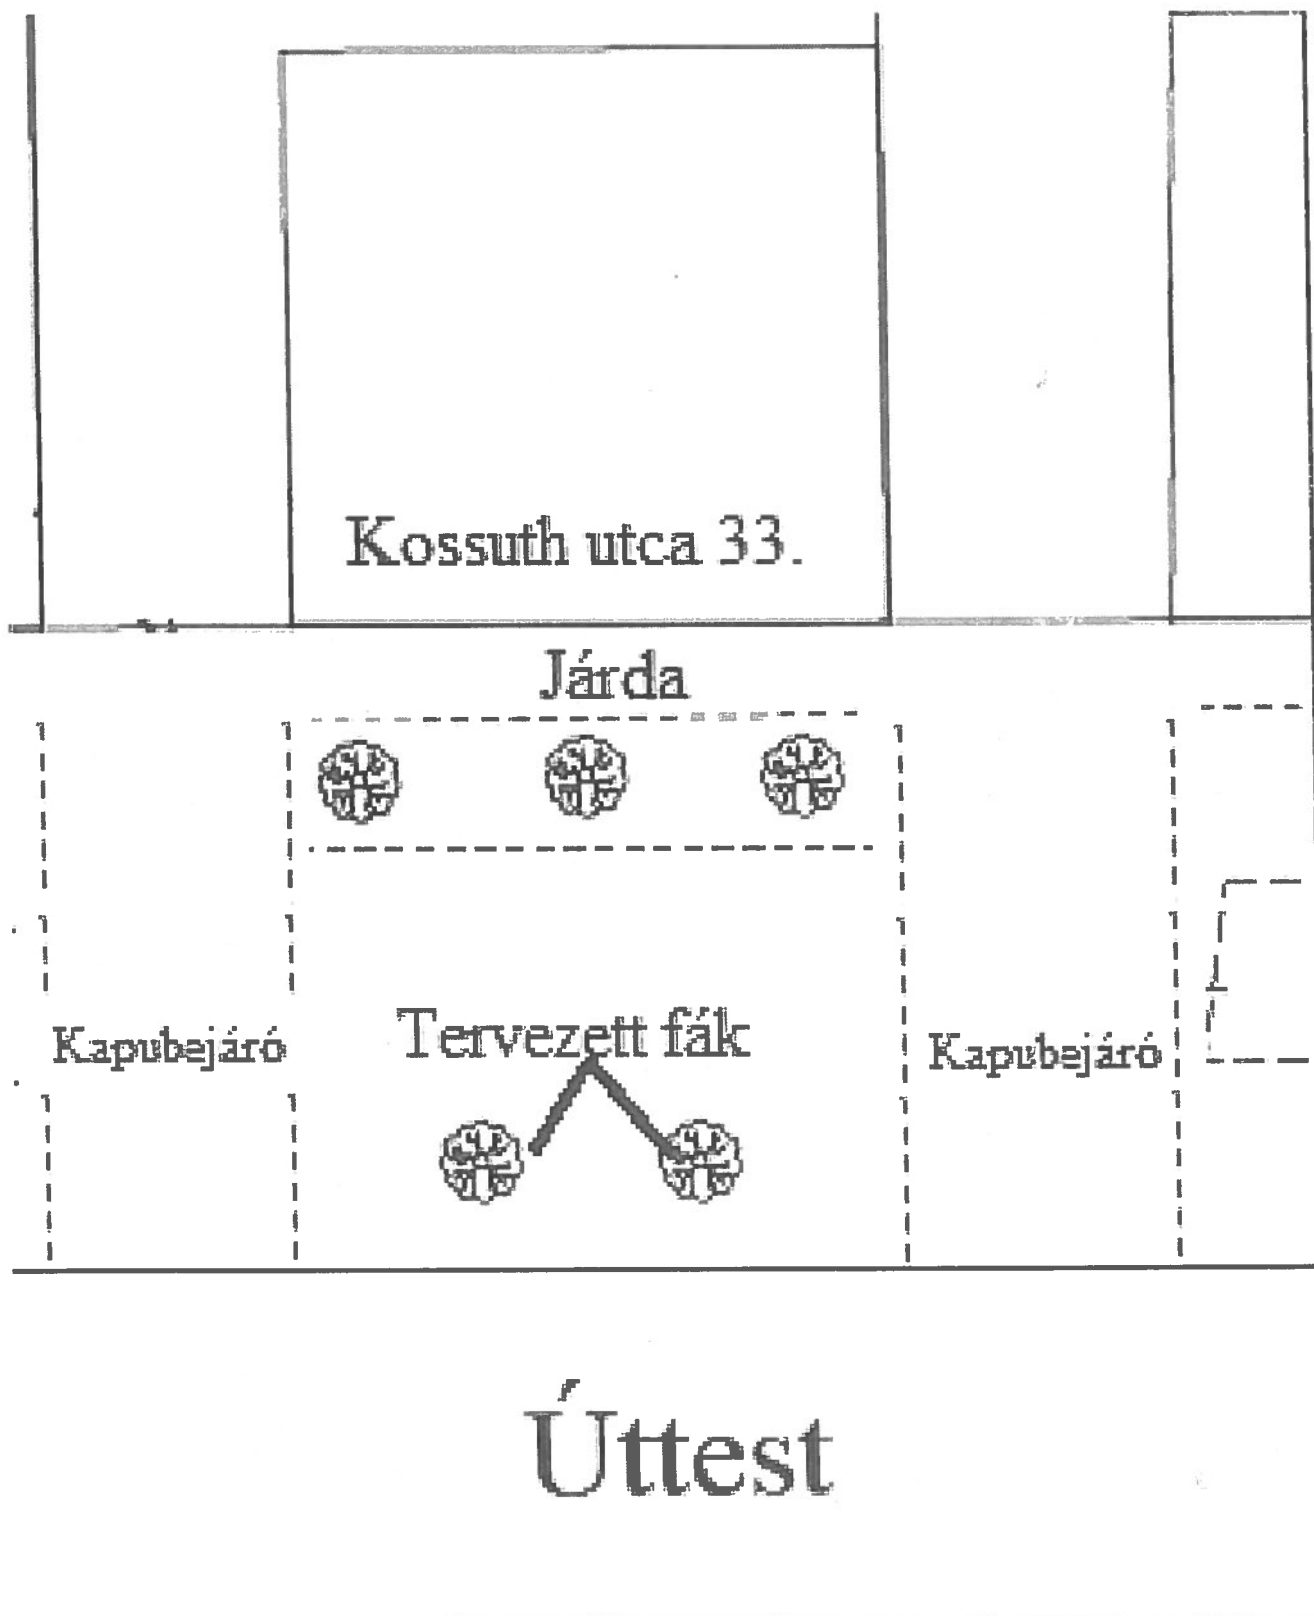 Kossuth utca 33.
Járda
Tervezett fák
Kapubejáró
Kapubejáró
Úttest